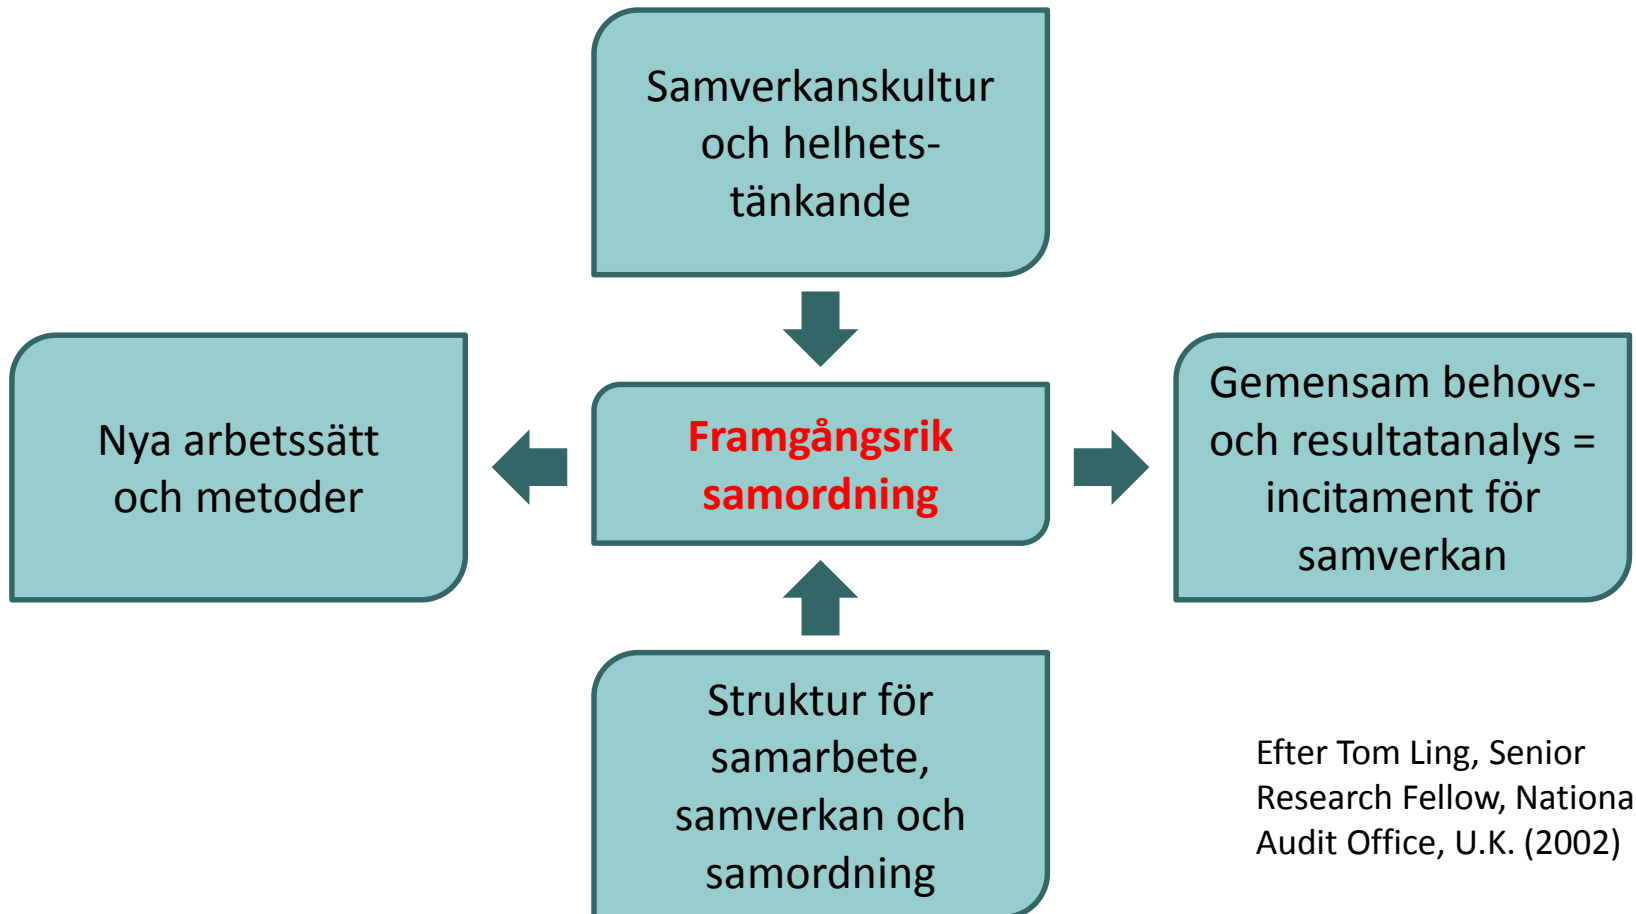 Samverkanskultur
och helhets-
tänkande
Nya arbetssätt
och metoder
Framgångsrik
samordning
Gemensam behovs-
och resultatanalys =
incitament för
samverkan
Struktur för
samarbete,
samverkan och
samordning
Efter Tom Ling, Senior
Research Fellow, Nationa
Audit Office, U.K. (2002)